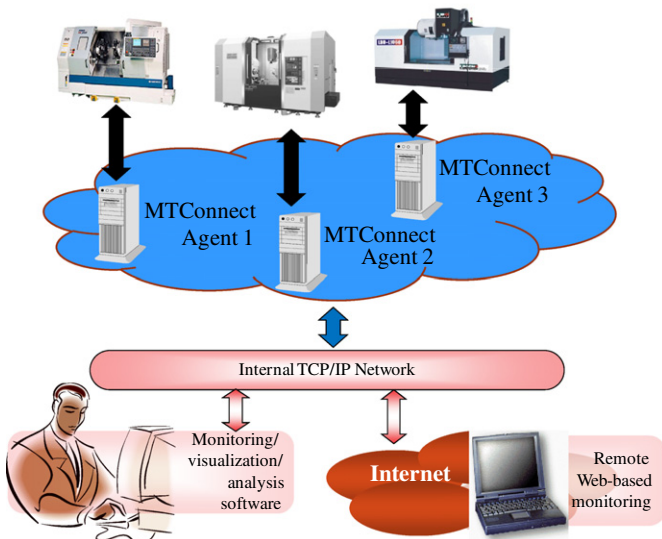 MTConnect
Agent 1
MTConnect
Agent 2
MTConnect
Agent 3
Internal TCP/IP Network
Monitoring/
visualization/
analysis
software
Internet
Remote
Web-based
monitoring